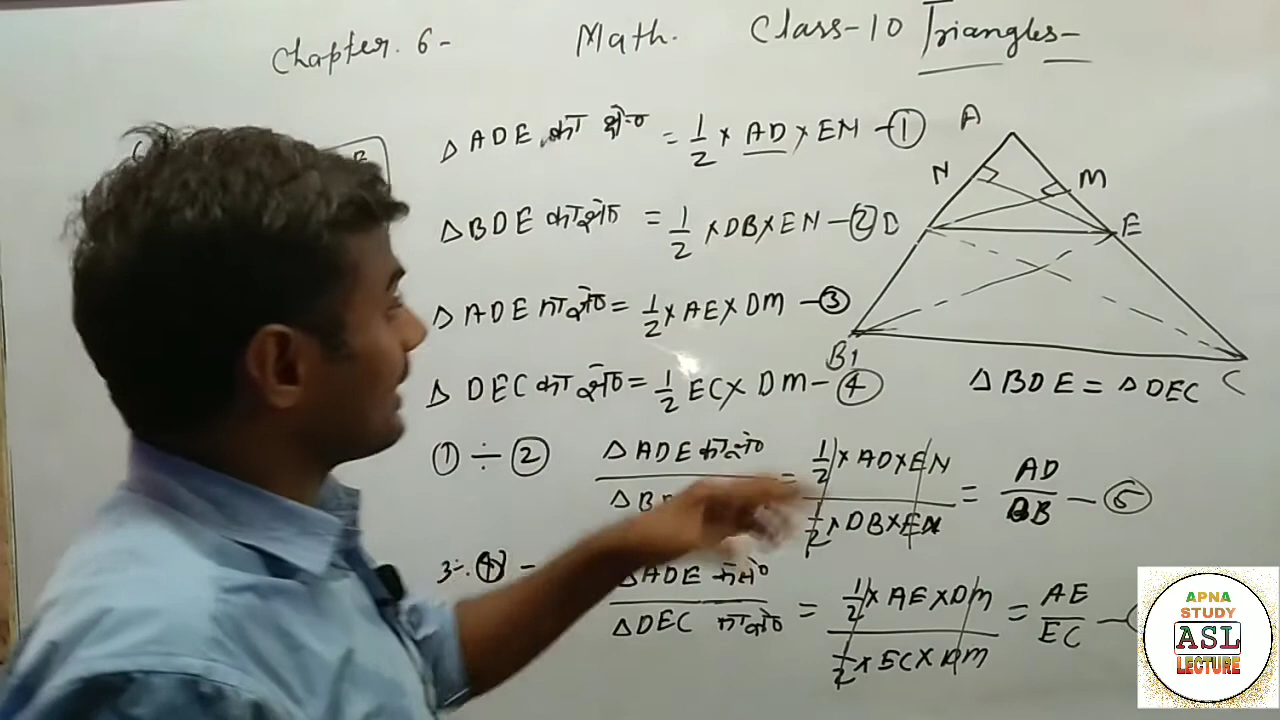 Chapter. 6- Math. Class-10 Triangles-
△ ADE का क्षे० = 1/2 × AD × EN - ①
△BDE का क्षे० = 1/2 × DB × EN - ②
△ ADE का क्षे० = 1/2 × AE × DM - ③
△ DEC का क्षे० = 1/2 EC × DM - ④
A
N M
D E
B C
△BDE = △DEC
① ÷ ② △ADE का क्षे० / △B = 1/2 × AD × EN / 1/2 × DB × EN = AD / DB - ⑤
3 ÷ ④ - △ADE का क्षे० / △DEC का क्षे० = 1/2 × AE × DM / 1/2 × EC × DM = AE / EC -
APNA
STUDY
ASL
LECTURE